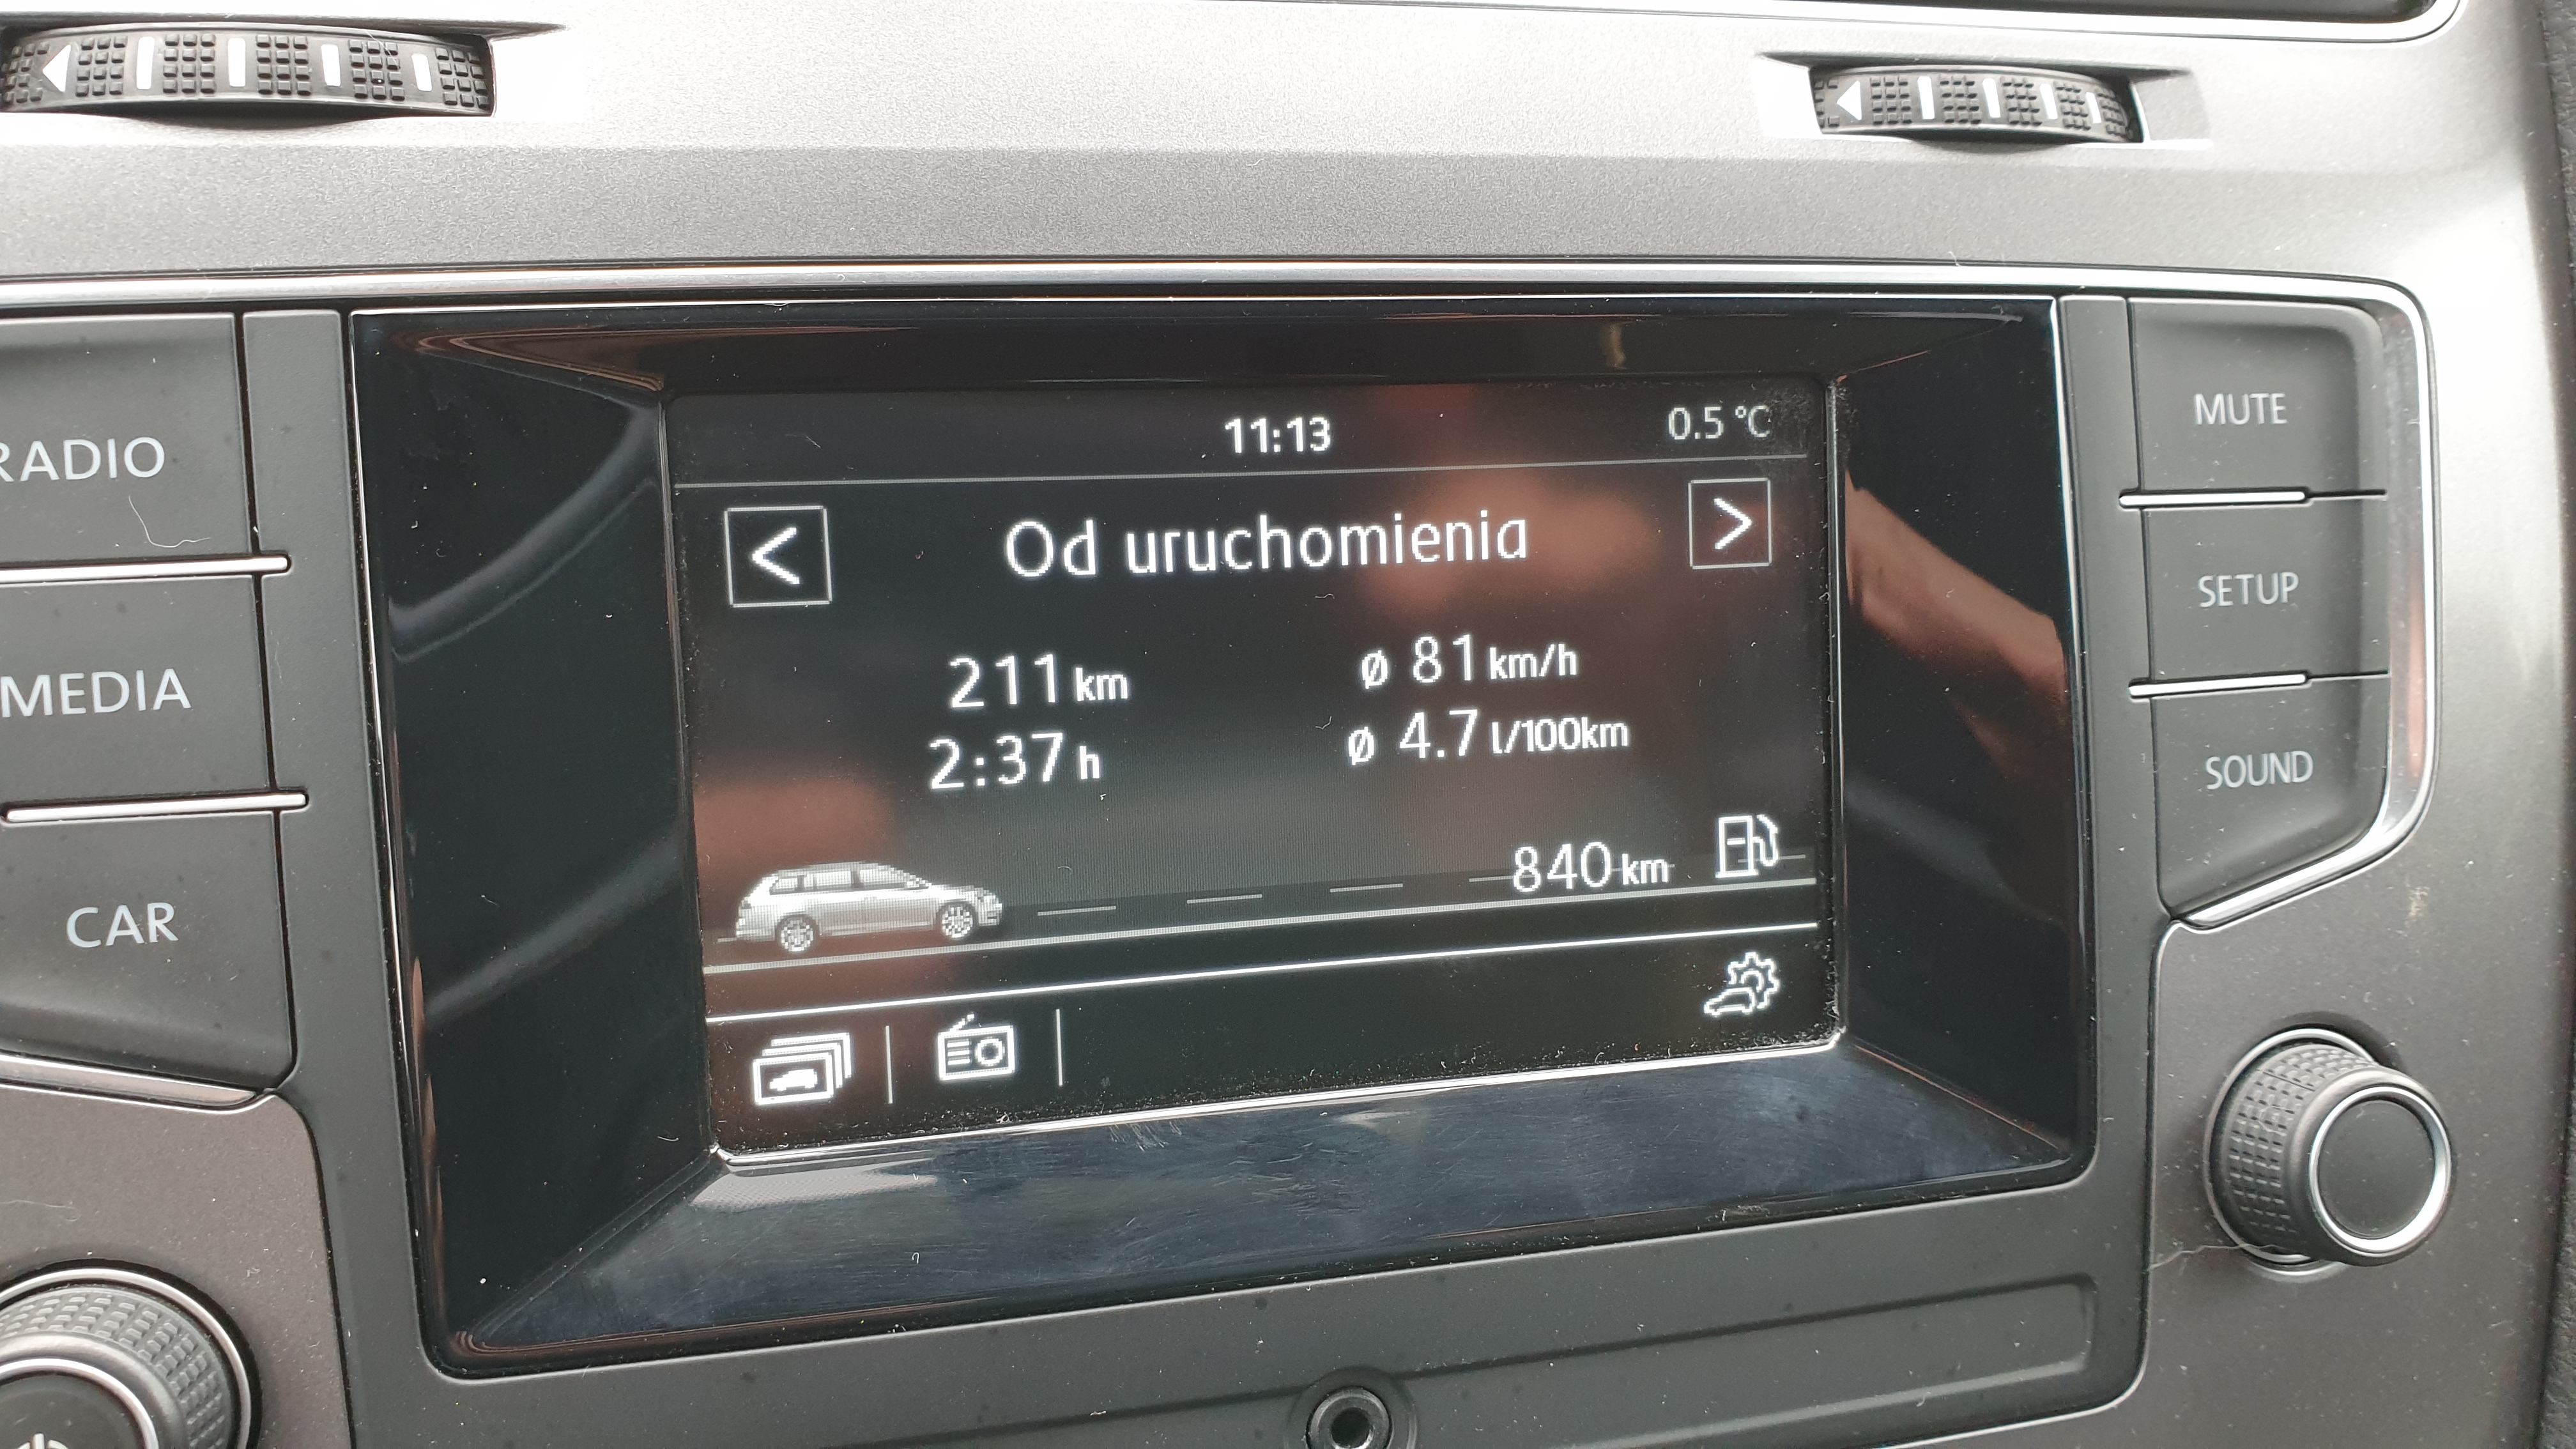 11:13
0.5 °C
<
Od uruchomienia
>
211 km
ø 81 km/h
2:37 h
ø 4.7 l/100km
840 km
RADIO
MEDIA
CAR
MUTE
SETUP
SOUND